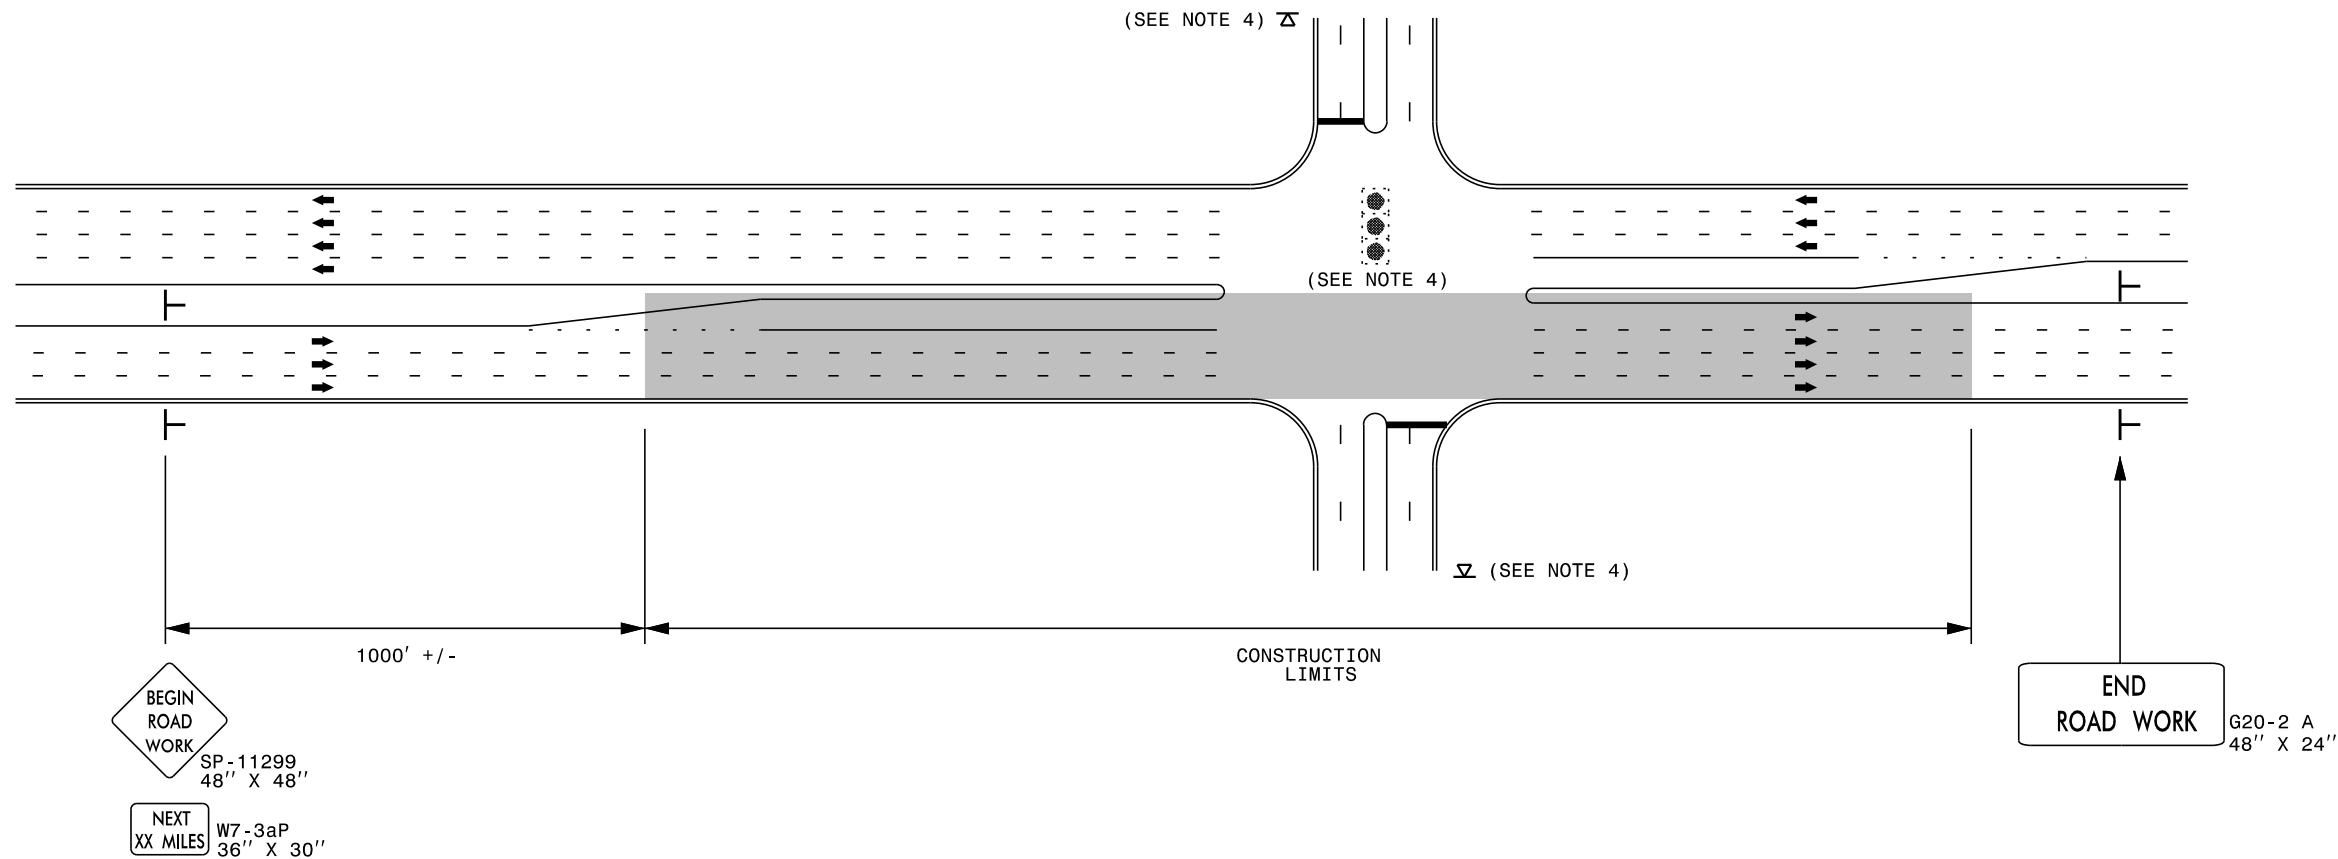 (SEE NOTE 4)
(SEE NOTE 4)
(SEE NOTE 4)
1000' +/-
CONSTRUCTION
LIMITS
BEGIN
ROAD
WORK
SP-11299
48'' X 48''
NEXT
XX MILES
W7-3aP
36'' X 30''
END
ROAD WORK
G20-2 A
48'' X 24''